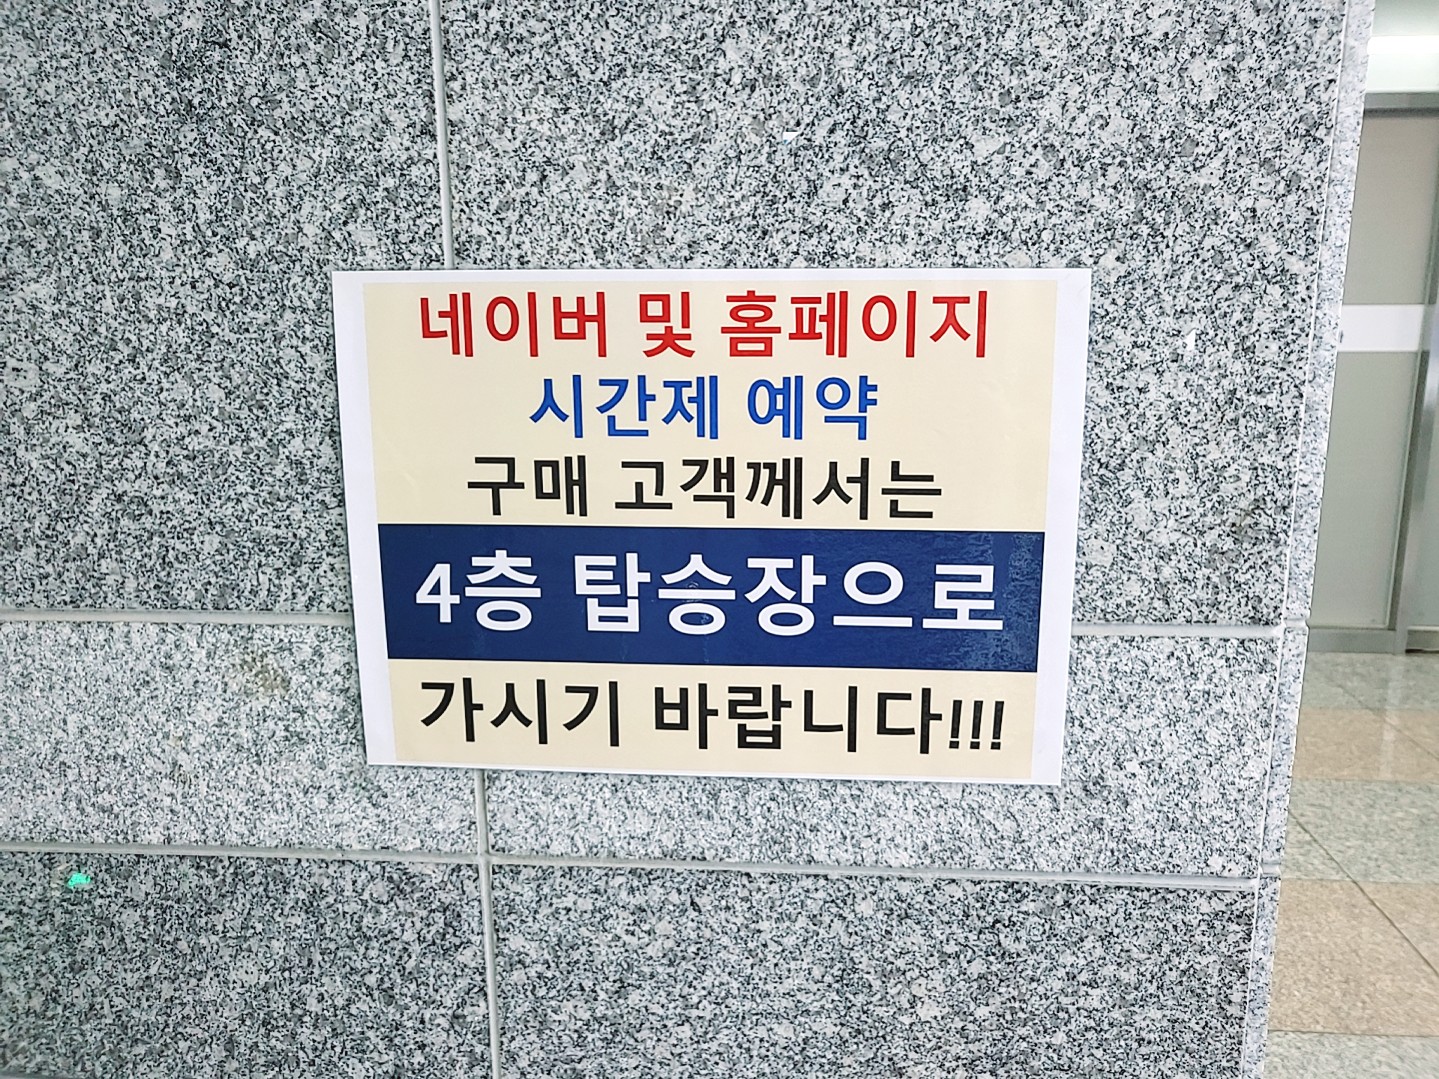 네이버 및 홈페이지
시간제 예약
구매 고객께서는
4층 탑승장으로
가시기 바랍니다!!!